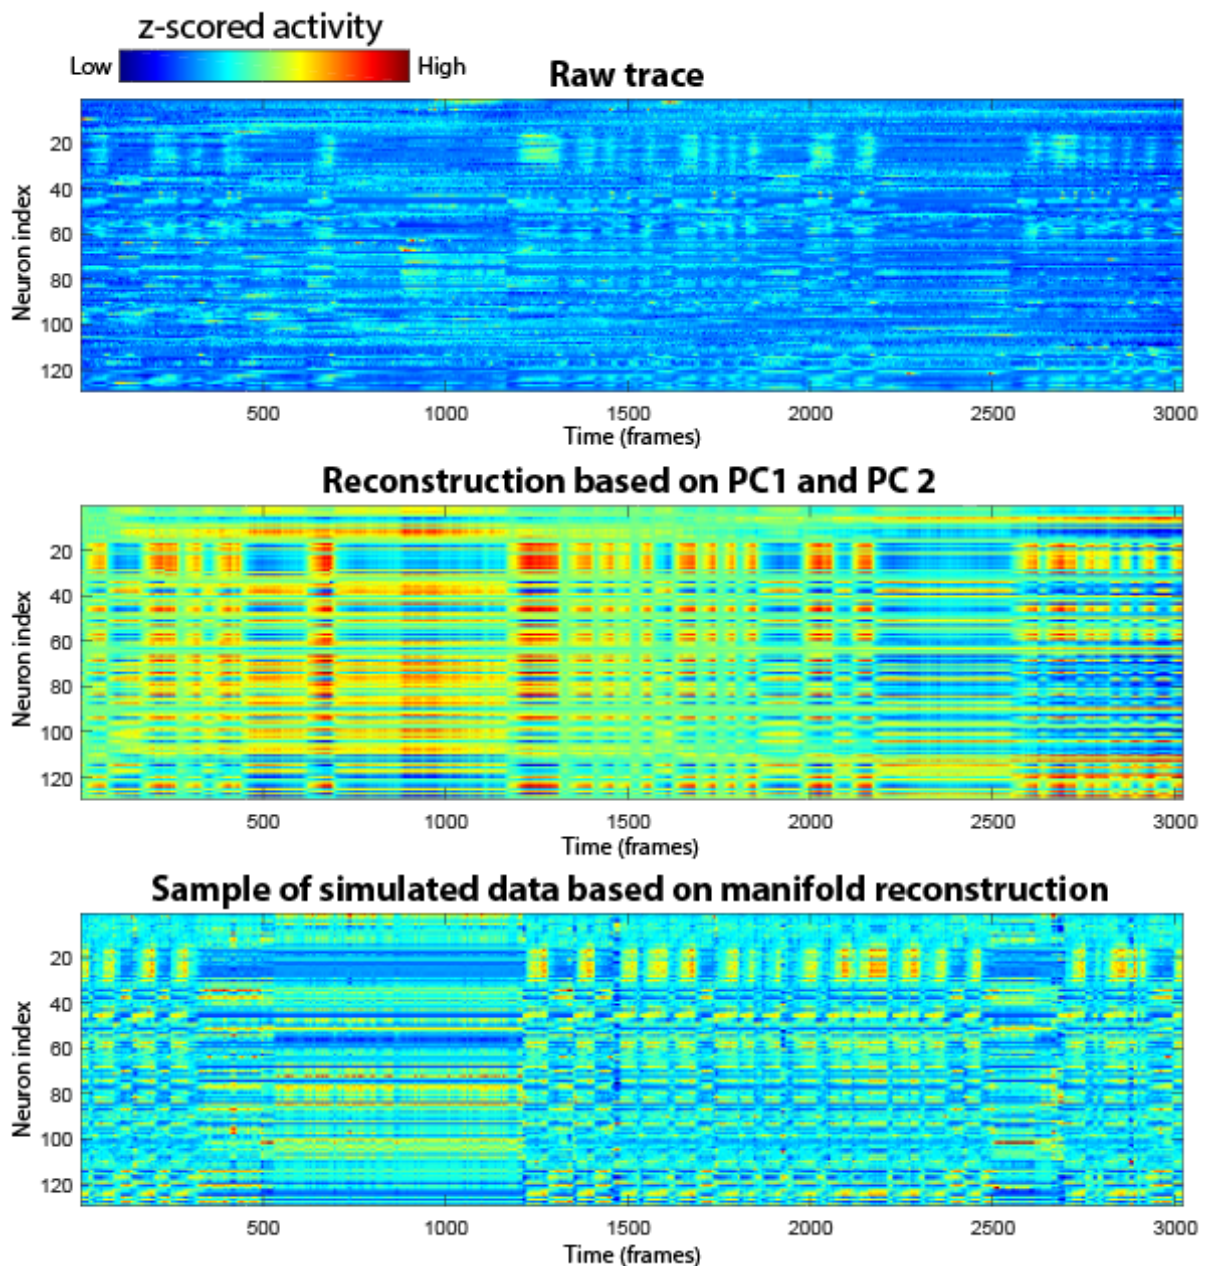 z-scored activity
Low High
Raw trace
Neuron index
20
40
60
80
100
120
500 1000 1500 2000 2500 3000
Time (frames)
Reconstruction based on PC1 and PC 2
Neuron index
20
40
60
80
100
120
500 1000 1500 2000 2500 3000
Time (frames)
Sample of simulated data based on manifold reconstruction
Neuron index
20
40
60
80
100
120
500 1000 1500 2000 2500 3000
Time (frames)